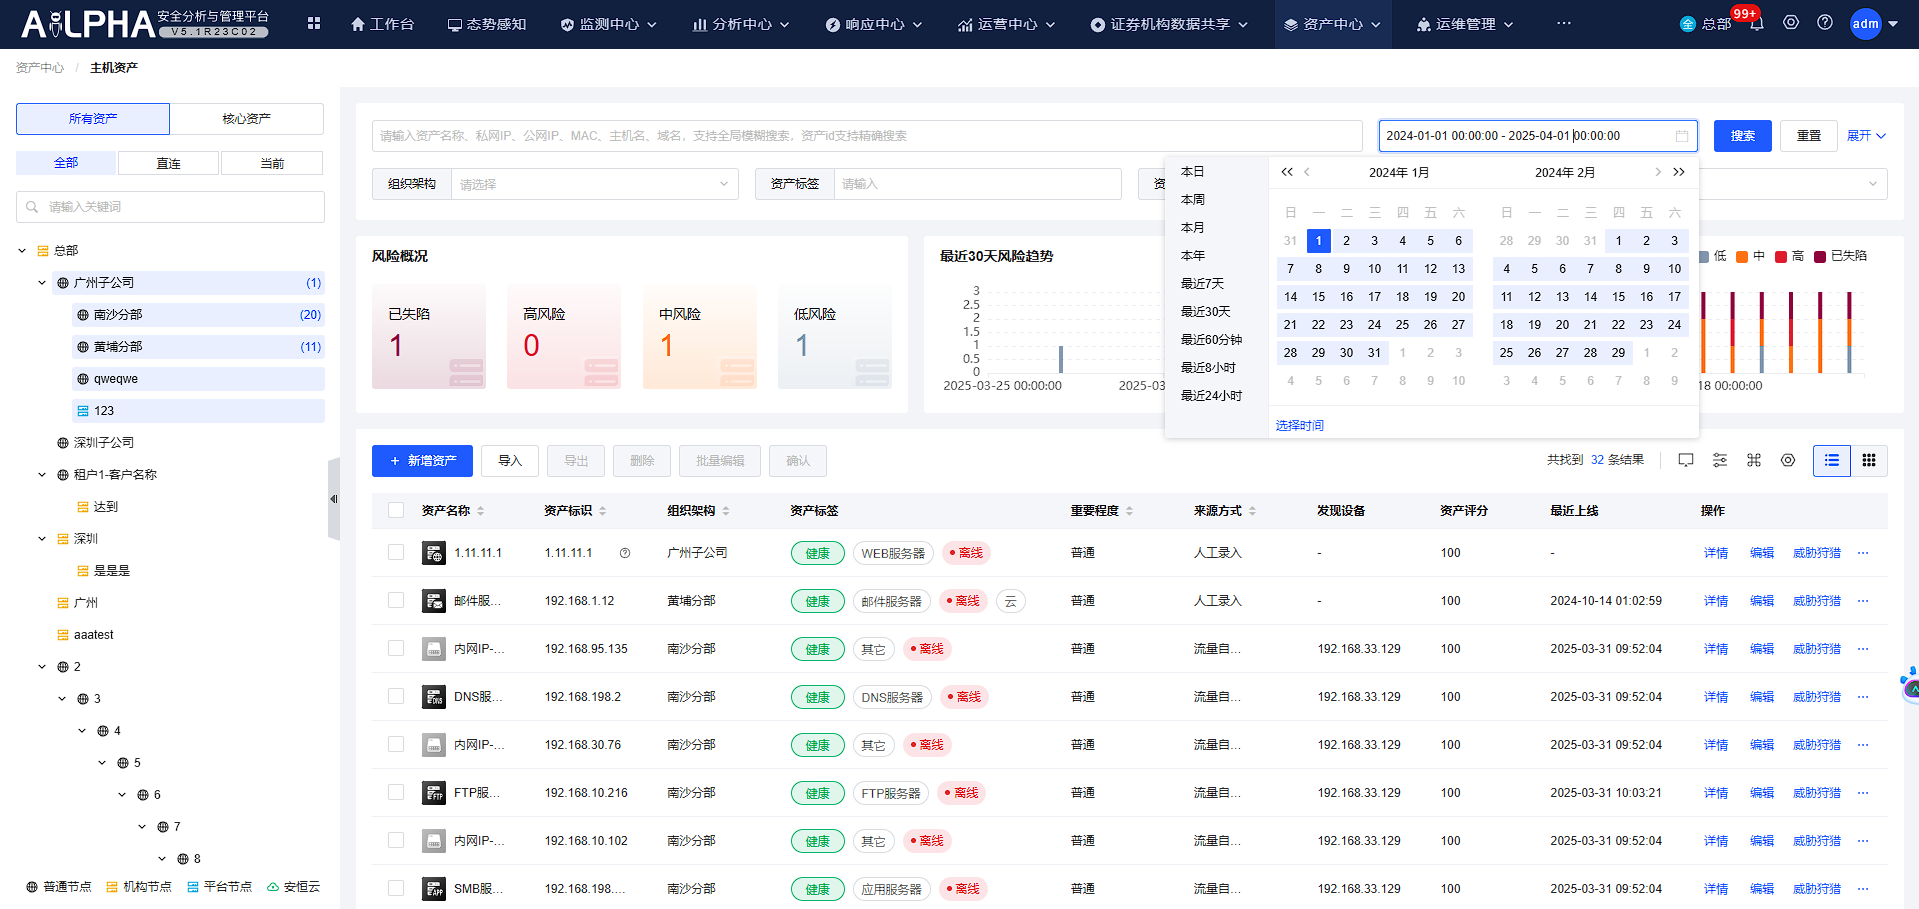 AiLPHA 安全分析与管理平台 V5.1R23C02
工作台 态势感知 监测中心 分析中心 响应中心 运营中心 证券机构数据共享 资产中心 运维管理 ···
全 总部 99+ adm
资产中心 / 主机资产
所有资产 核心资产
全部 直连 当前
请输入关键词
总部
广州子公司 (1)
南沙分部 (20)
黄埔分部 (11)
qweqwe
123
深圳子公司
租户1-客户名称
达到
深圳
是是是
广州
aaatest
2
3
4
5
6
7
8
普通节点 机构节点 平台节点 安恒云
请输入资产名称、私网IP、公网IP、MAC、主机名、域名，支持全局模糊搜索，资产id支持精确搜索
2024-01-01 00:00:00 - 2025-04-01 00:00:00
搜索 重置 展开
组织架构 请选择 资产标签 请输入 资
本日
本周
本月
本年
最近7天
最近30天
最近60分钟
最近8小时
最近24小时
2024年 1月
日 一 二 三 四 五 六
31 1 2 3 4 5 6
7 8 9 10 11 12 13
14 15 16 17 18 19 20
21 22 23 24 25 26 27
28 29 30 31 1 2 3
4 5 6 7 8 9 10
2024年 2月
日 一 二 三 四 五 六
28 29 30 31 1 2 3
4 5 6 7 8 9 10
11 12 13 14 15 16 17
18 19 20 21 22 23 24
25 26 27 28 29 1 2
3 4 5 6 7 8 9
选择时间
风险概况
已失陷 高风险 中风险 低风险
1 0 1 1
最近30天风险趋势
低 中 高 已失陷
3
2.5
2
1.5
1
0.5
0
2025-03-25 00:00:00 2025-03 18 00:00:00
+ 新增资产 导入 导出 删除 批量编辑 确认
共找到 32 条结果
资产名称 资产标识 组织架构 资产标签 重要程度 来源方式 发现设备 资产评分 最近上线 操作
1.11.11.1 1.11.11.1 广州子公司 健康 WEB服务器 离线 普通 人工录入 - 100 - 详情 编辑 威胁狩猎 ···
邮件服... 192.168.1.12 黄埔分部 健康 邮件服务器 离线 云 普通 人工录入 - 100 2024-10-14 01:02:59 详情 编辑 威胁狩猎 ···
内网IP-... 192.168.95.135 南沙分部 健康 其它 离线 普通 流量自... 192.168.33.129 100 2025-03-31 09:52:04 详情 编辑 威胁狩猎 ···
DNS DNS服... 192.168.198.2 南沙分部 健康 DNS服务器 离线 普通 流量自... 192.168.33.129 100 2025-03-31 09:52:04 详情 编辑 威胁狩猎 ···
内网IP-... 192.168.30.76 南沙分部 健康 其它 离线 普通 流量自... 192.168.33.129 100 2025-03-31 09:52:04 详情 编辑 威胁狩猎 ···
FTP FTP服... 192.168.10.216 南沙分部 健康 FTP服务器 离线 普通 流量自... 192.168.33.129 100 2025-03-31 10:03:21 详情 编辑 威胁狩猎 ···
内网IP-... 192.168.10.102 南沙分部 健康 其它 离线 普通 流量自... 192.168.33.129 100 2025-03-31 09:52:04 详情 编辑 威胁狩猎 ···
APP SMB服... 192.168.198.... 南沙分部 健康 应用服务器 离线 普通 流量自... 192.168.33.129 100 2025-03-31 09:52:04 详情 编辑 威胁狩猎 ···